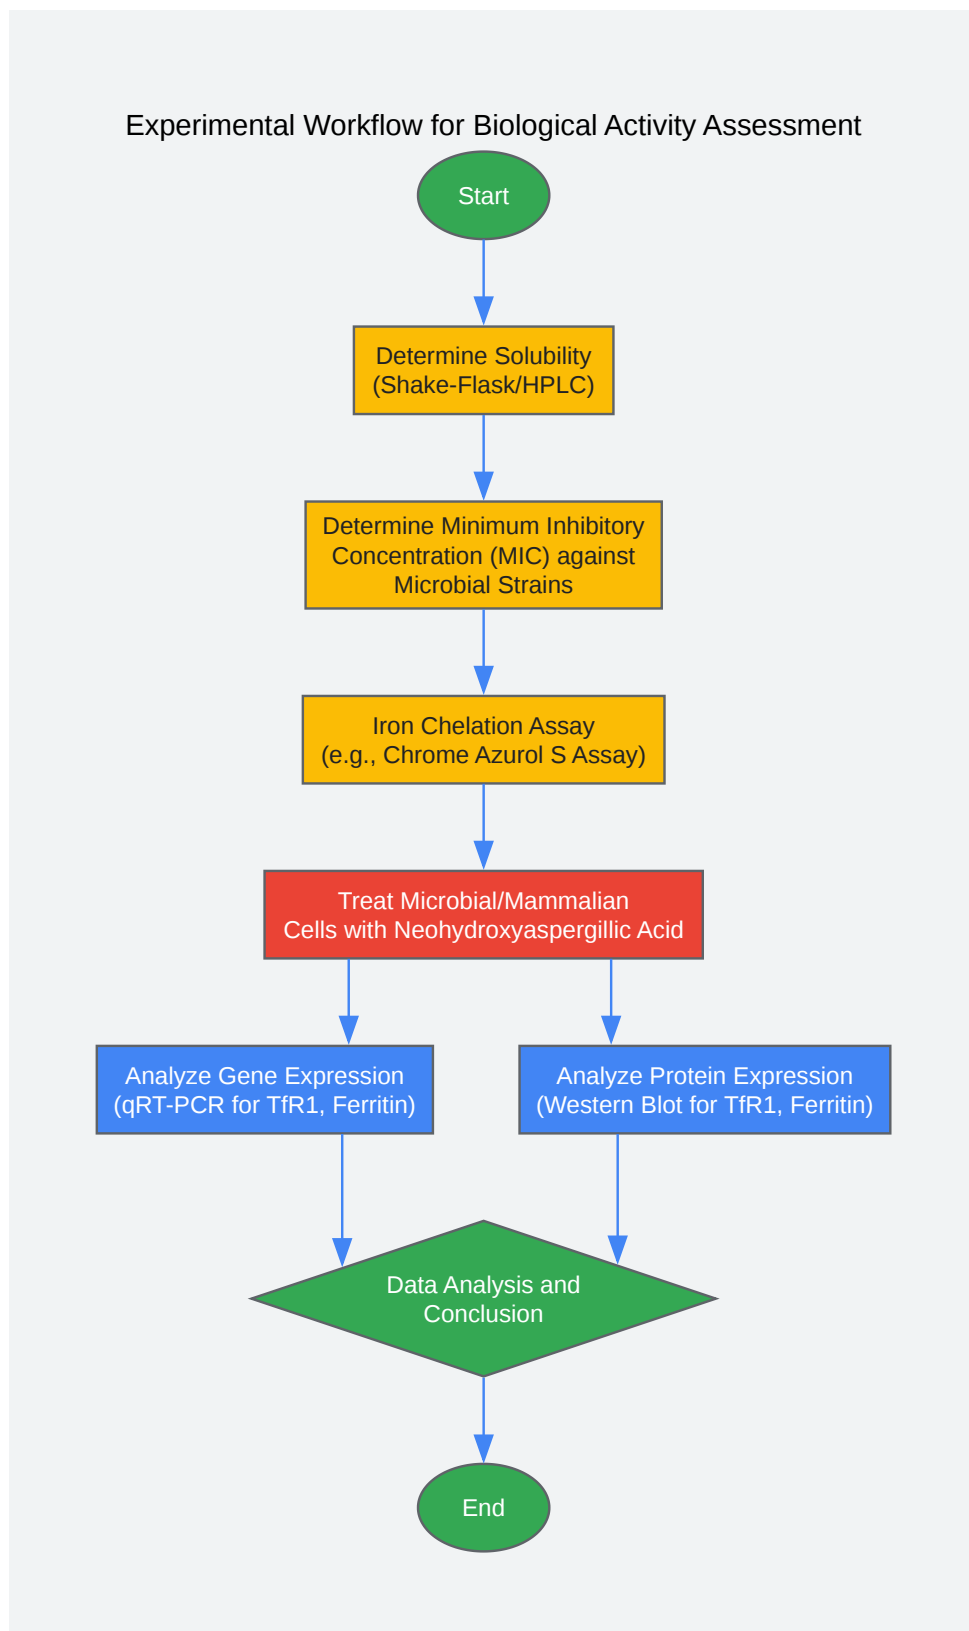 Experimental Workflow for Biological Activity Assessment
Start
Determine Solubility
(Shake-Flask/HPLC)
Determine Minimum Inhibitory
Concentration (MIC) against
Microbial Strains
Iron Chelation Assay
(e.g., Chrome Azurol S Assay)
Treat Microbial/Mammalian
Cells with Neohydroxyaspergillic Acid
Analyze Gene Expression
(qRT-PCR for TfR1, Ferritin)
Analyze Protein Expression
(Western Blot for TfR1, Ferritin)
Data Analysis and
Conclusion
End